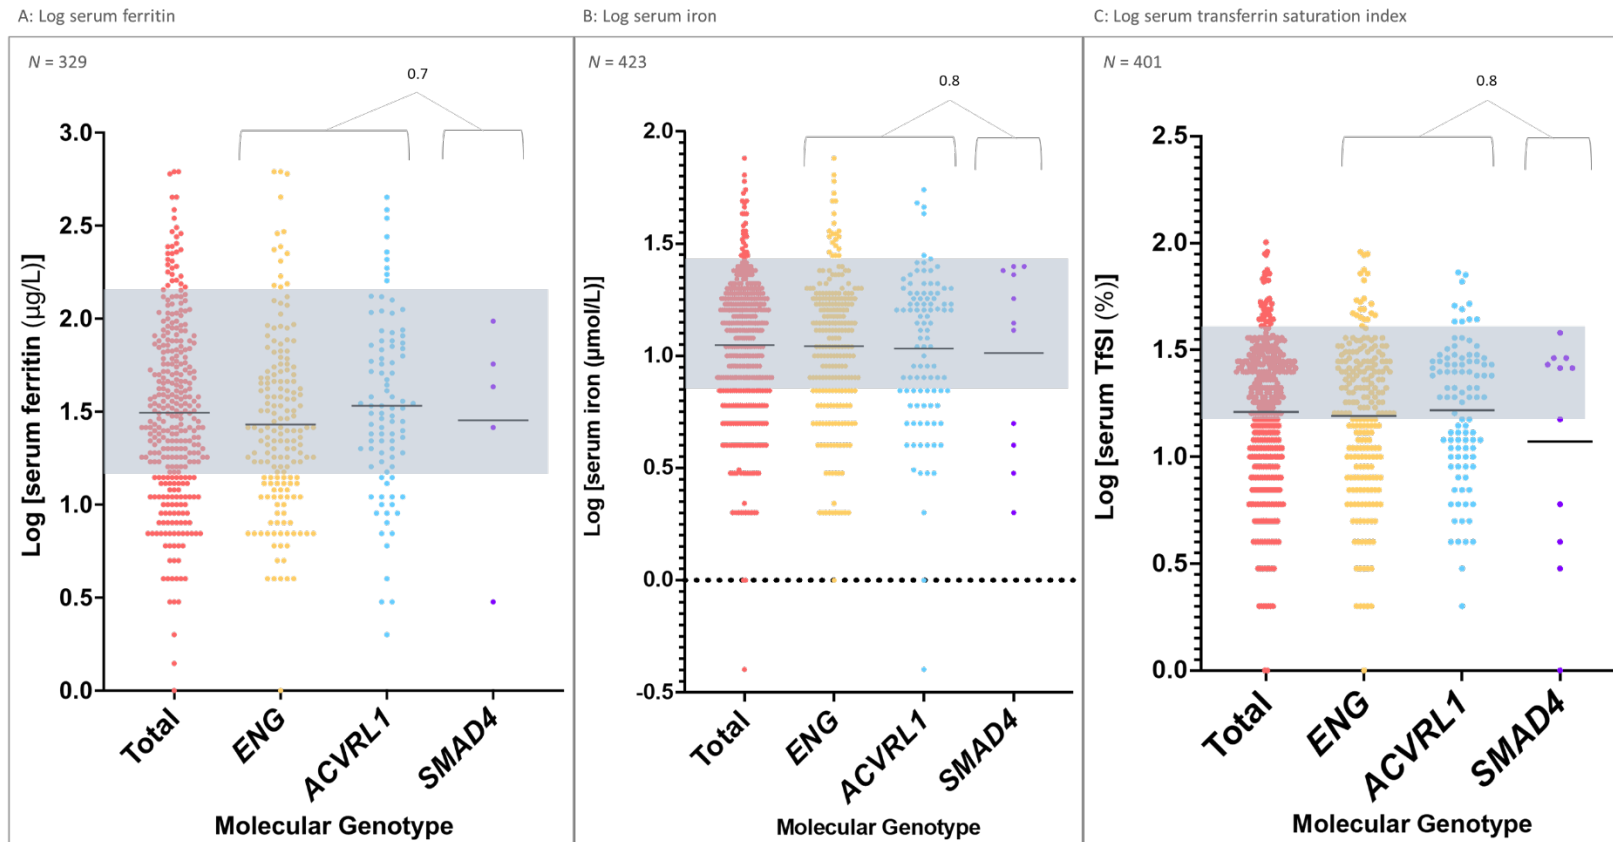 A: Log serum ferritin
N = 329
0.7
3.0
2.5
2.0
1.5
1.0
0.5
0.0
Log [serum ferritin (µg/L)]
Total
ENG
ACVRL1
SMAD4
Molecular Genotype
B: Log serum iron
N = 423
0.8
2.0
1.5
1.0
0.5
0.0
-0.5
Log [serum iron (µmol/L)]
Total
ENG
ACVRL1
SMAD4
Molecular Genotype
C: Log serum transferrin saturation index
N = 401
0.8
2.5
2.0
1.5
1.0
0.5
0.0
Log [serum TfSI (%)]
Total
ENG
ACVRL1
SMAD4
Molecular Genotype